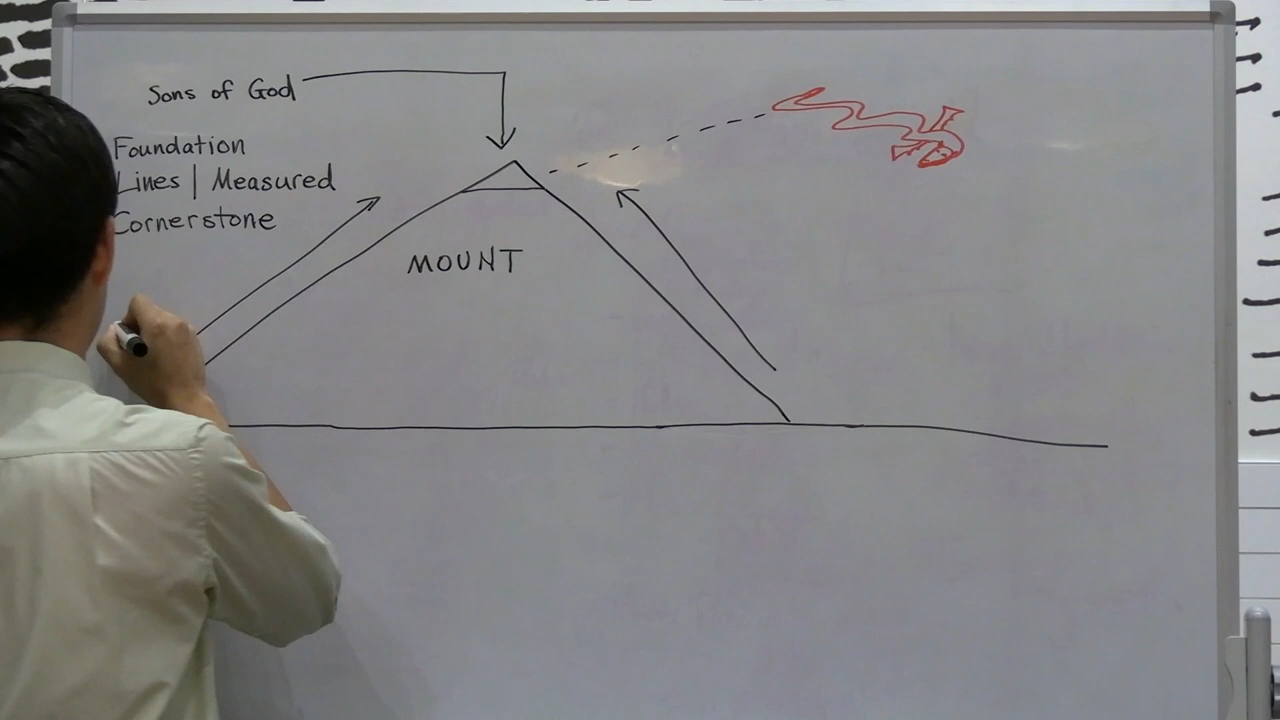 Sons of God
Foundation
Lines | Measured
Cornerstone
MOUNT